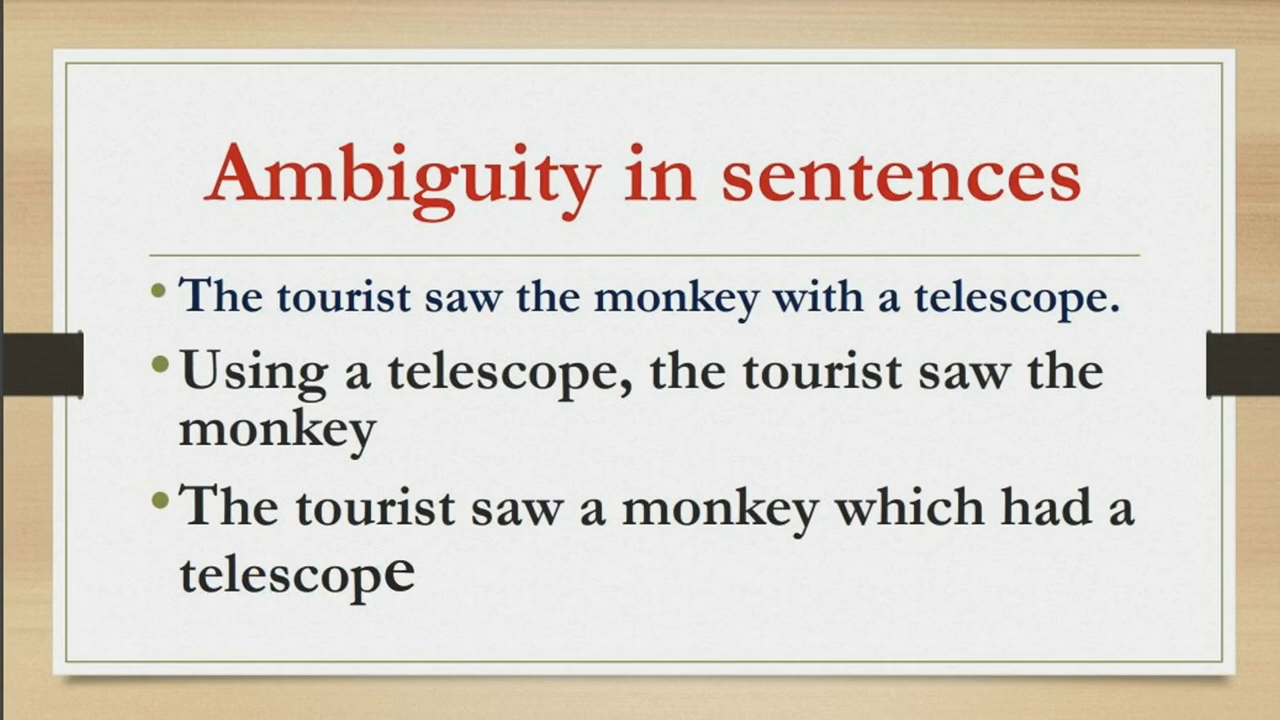 Ambiguity in sentences
• The tourist saw the monkey with a telescope.
• Using a telescope, the tourist saw the
monkey
• The tourist saw a monkey which had a
telescope